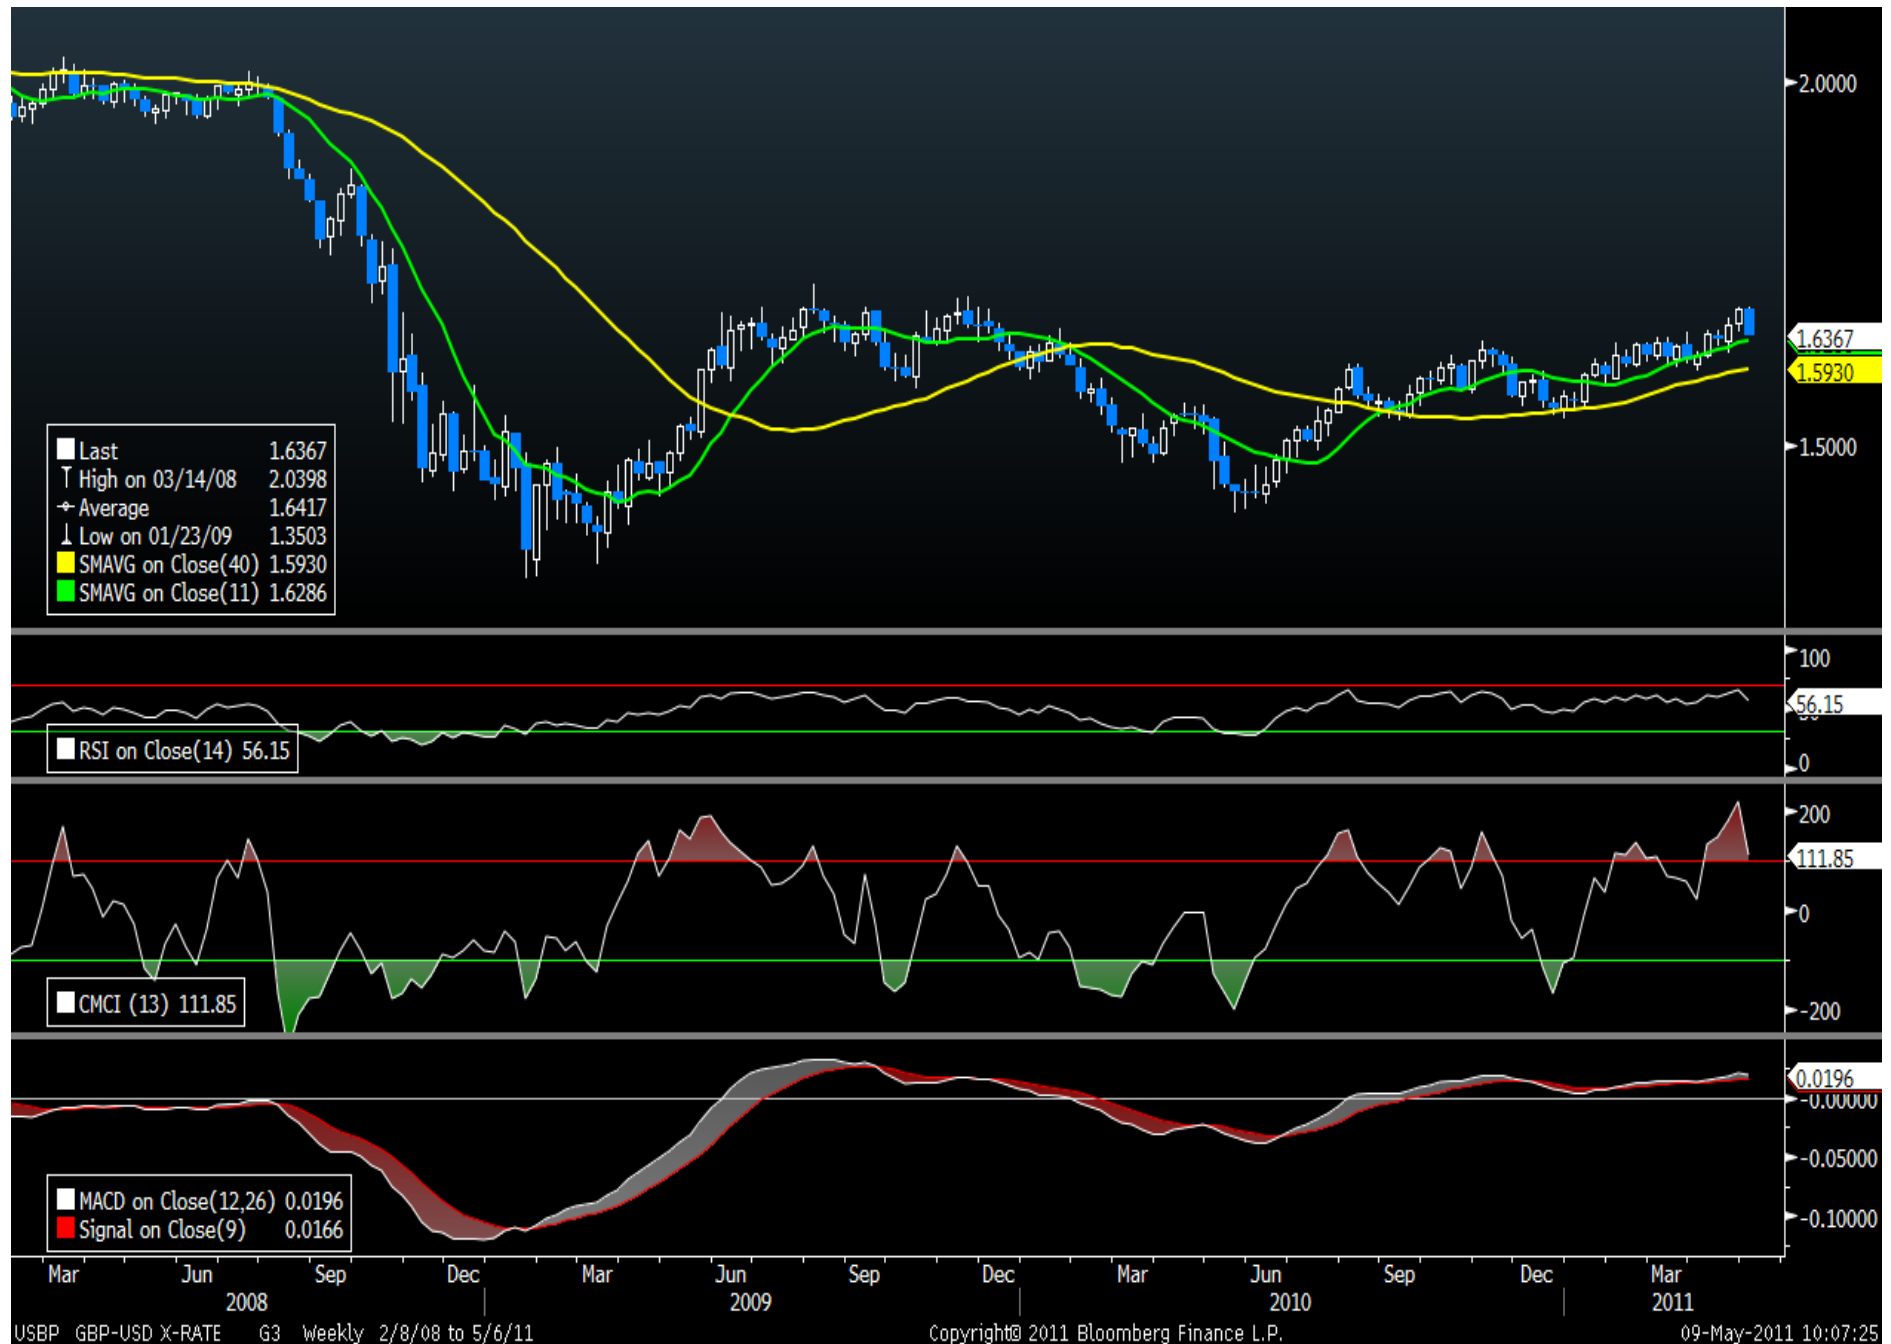 2.0000
1.6367
1.5930
1.5000
Last 1.6367
High on 03/14/08 2.0398
Average 1.6417
Low on 01/23/09 1.3503
SMAVG on Close(40) 1.5930
SMAVG on Close(11) 1.6286
100
56.15
0
RSI on Close(14) 56.15
200
111.85
0
-200
CMCI (13) 111.85
0.0196
-0.00000
-0.05000
-0.10000
MACD on Close(12,26) 0.0196
Signal on Close(9) 0.0166
Mar Jun Sep Dec Mar Jun Sep Dec Mar Jun Sep Dec Mar
2008 2009 2010 2011
USBP GBP-USD X-RATE G3 Weekly 2/8/08 to 5/6/11 Copyright© 2011 Bloomberg Finance L.P. 09-May-2011 10:07:25